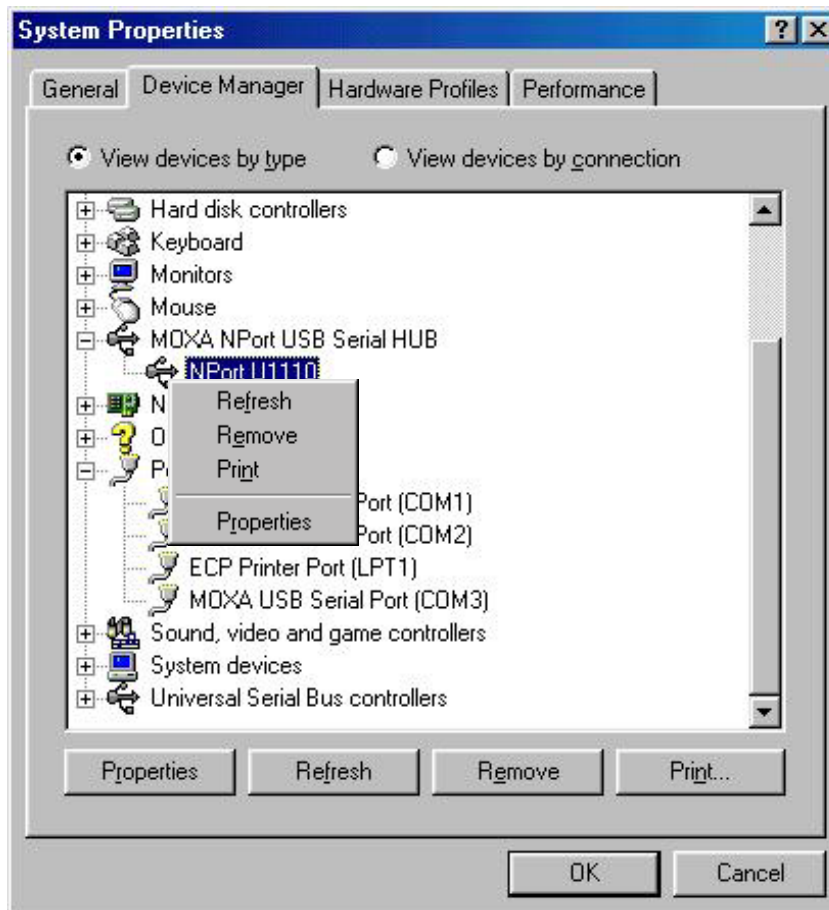 System Properties
General Device Manager Hardware Profiles Performance
View devices by type View devices by connection
Hard disk controllers
Keyboard
Monitors
Mouse
MOXA NPort USB Serial HUB
NPort U1110
Refresh
Remove
Print
Properties
Port (COM1)
Port (COM2)
ECP Printer Port (LPT1)
MOXA USB Serial Port (COM3)
Sound, video and game controllers
System devices
Universal Serial Bus controllers
Properties Refresh Remove Print...
OK Cancel